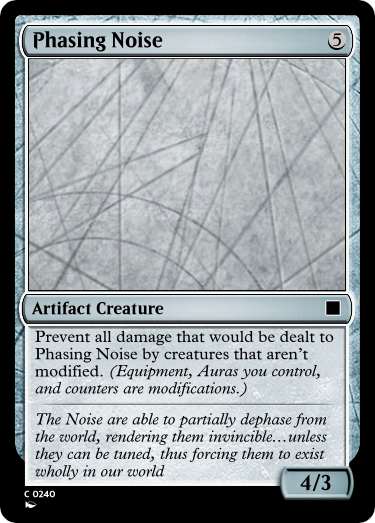 Phasing Noise 5
Artifact Creature
Prevent all damage that would be dealt to
Phasing Noise by creatures that aren't
modified. (Equipment, Auras you control,
and counters are modifications.)
The Noise are able to partially dephase from
the world, rendering them invincible...unless
they can be tuned, thus forcing them to exist
wholly in our world
4/3
C 0240